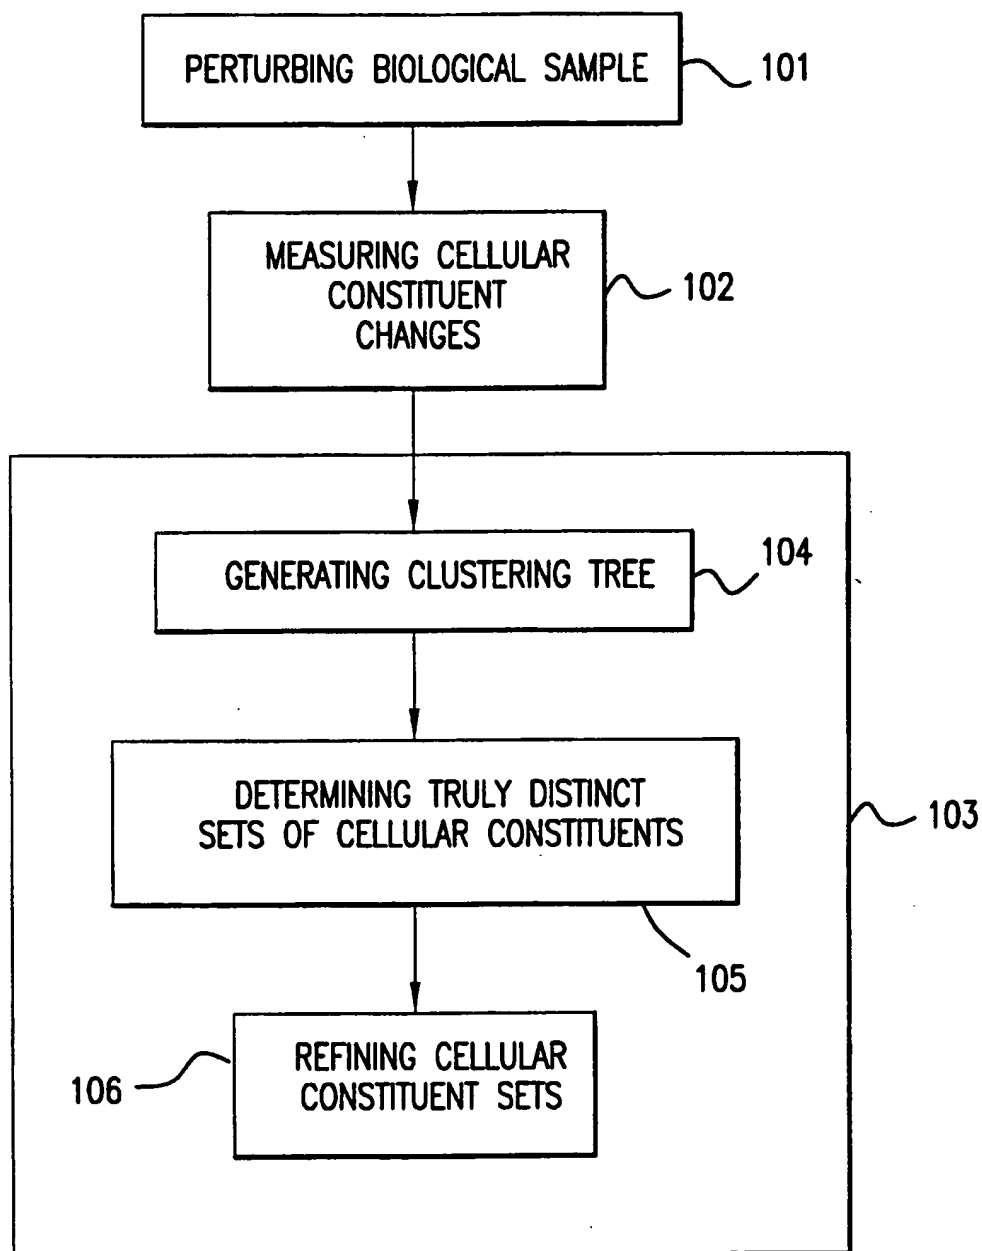 PERTURBING BIOLOGICAL SAMPLE
101
MEASURING CELLULAR
CONSTITUENT
CHANGES
102
GENERATING CLUSTERING TREE
104
DETERMINING TRULY DISTINCT
SETS OF CELLULAR CONSTITUENTS
103
105
REFINING CELLULAR
CONSTITUENT SETS
106